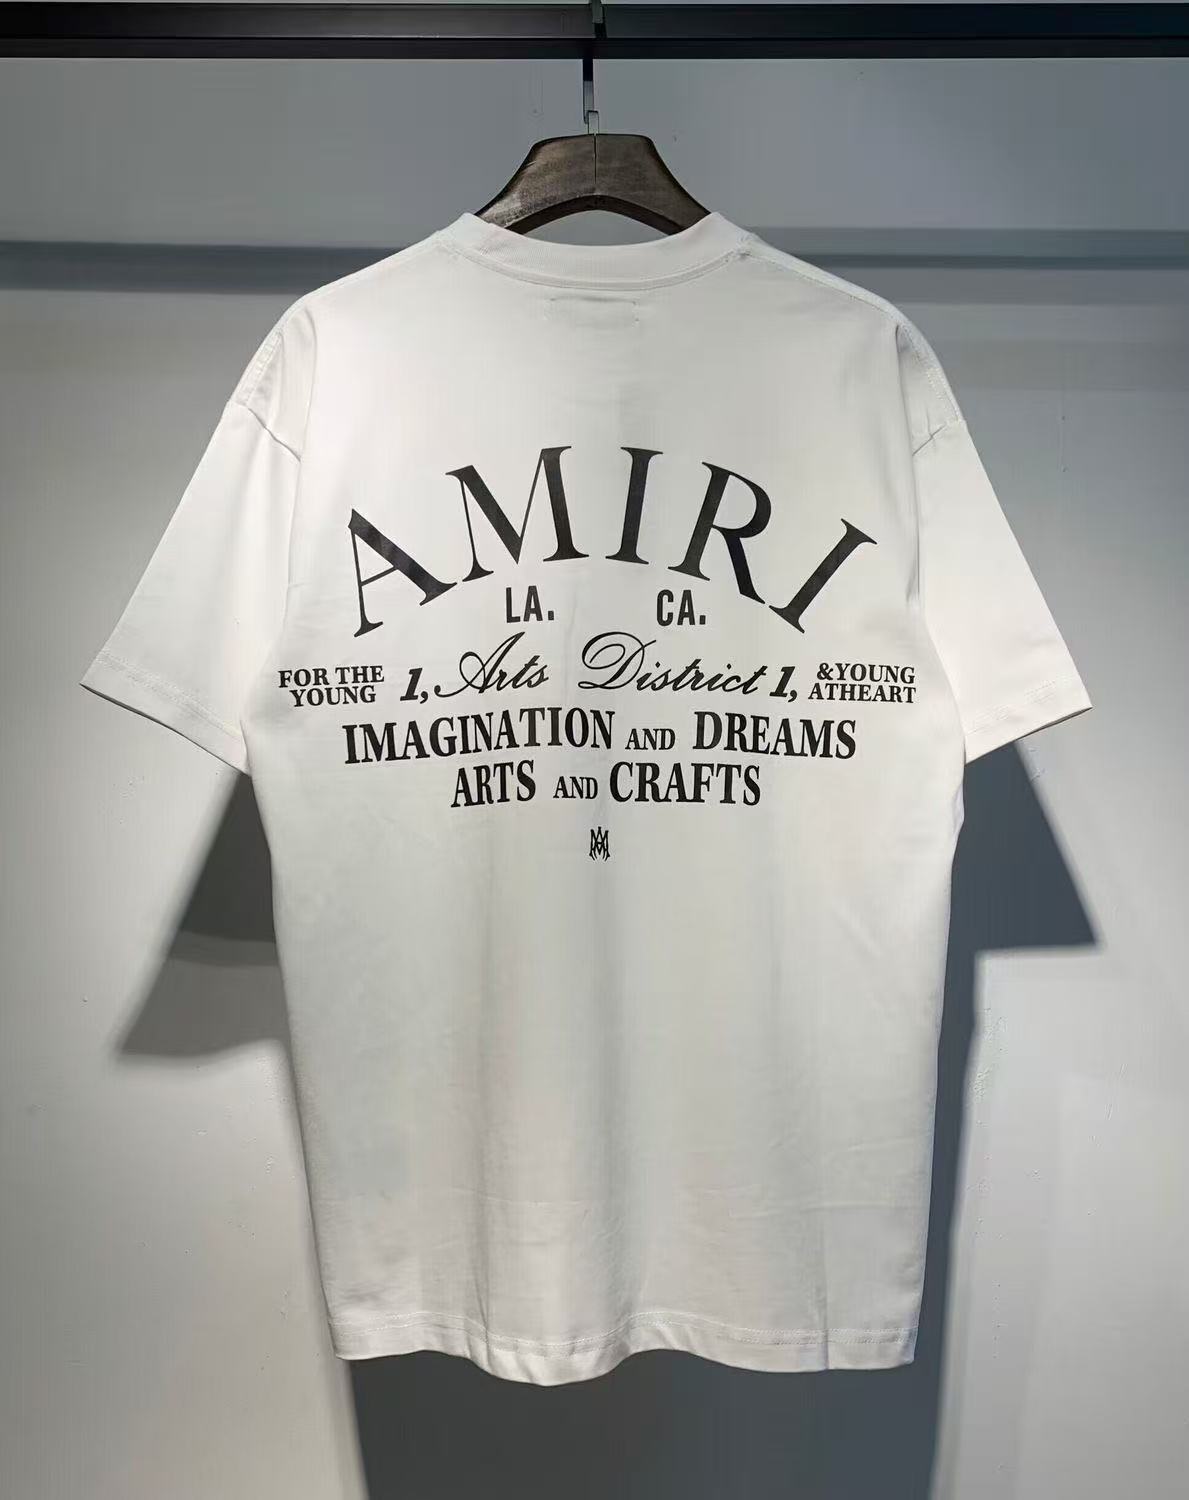 AMIRI
LA. CA.
FOR THE YOUNG 1, Arts District 1, &YOUNG ATHEART
IMAGINATION AND DREAMS
ARTS AND CRAFTS